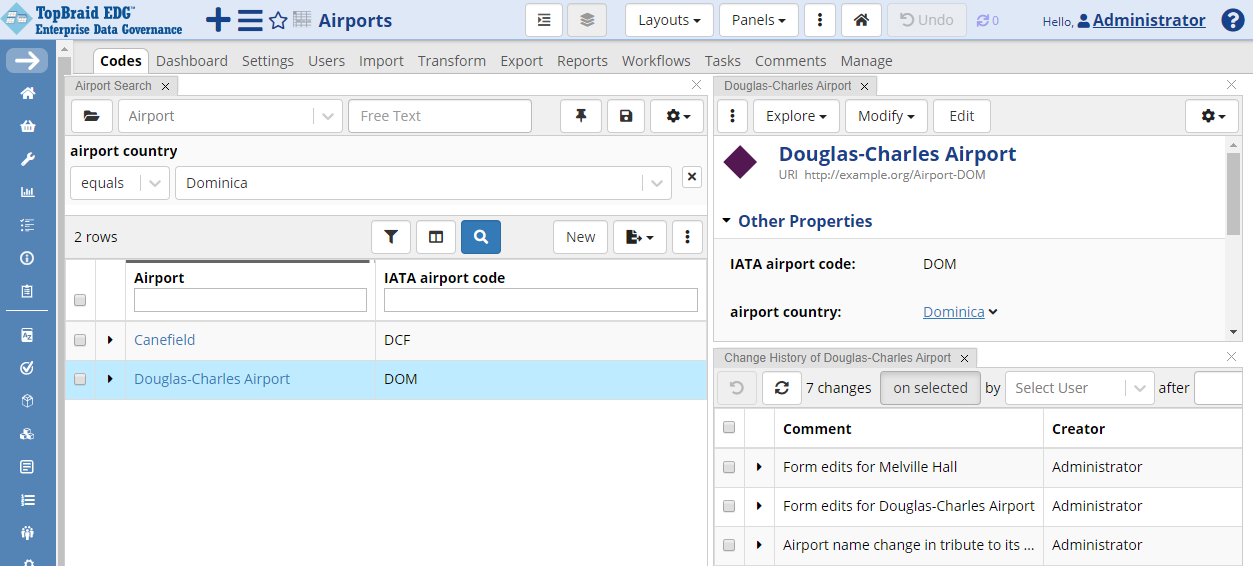 TopBraid EDG™
Enterprise Data Governance
Airports
Layouts
Panels
Undo
0
Hello, Administrator
Codes Dashboard Settings Users Import Transform Export Reports Workflows Tasks Comments Manage
Airport Search
Airport
Free Text
airport country
equals
Dominica
2 rows
New
Airport
IATA airport code
Canefield
DCF
Douglas-Charles Airport
DOM
Douglas-Charles Airport
Explore
Modify
Edit
Douglas-Charles Airport
URI http://example.org/Airport-DOM
Other Properties
IATA airport code: DOM
airport country: Dominica
Change History of Douglas-Charles Airport
7 changes on selected by Select User after
Comment
Creator
Form edits for Melville Hall
Administrator
Form edits for Douglas-Charles Airport
Administrator
Airport name change in tribute to its ...
Administrator